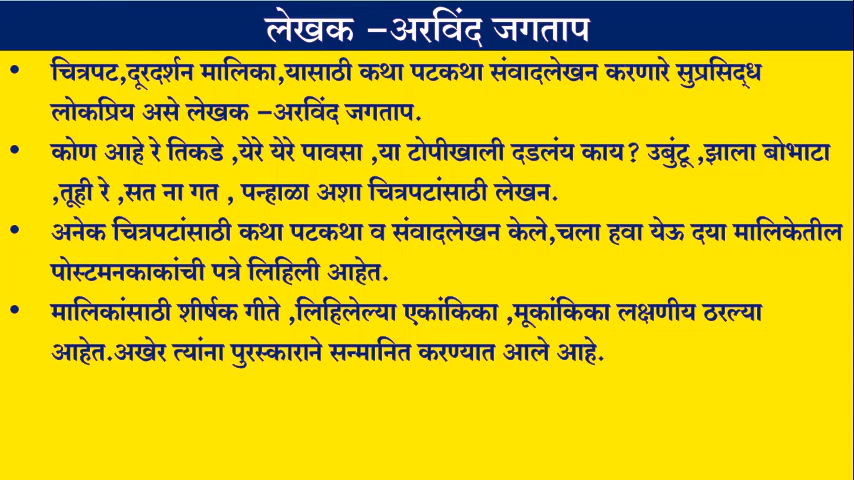 लेखक –अरविंद जगताप
• चित्रपट,दूरदर्शन मालिका,यासाठी कथा पटकथा संवादलेखन करणारे सुप्रसिद्ध
लोकप्रिय असे लेखक –अरविंद जगताप.
• कोण आहे रे तिकडे ,येरे येरे पावसा ,या टोपीखाली दडलंय काय? उबुंटू ,झाला बोभाटा
,तूही रे ,सत ना गत , पन्हाळा अशा चित्रपटांसाठी लेखन.
• अनेक चित्रपटांसाठी कथा पटकथा व संवादलेखन केले,चला हवा येऊ दया मालिकेतील
पोस्टमनकाकांची पत्रे लिहिली आहेत.
• मालिकांसाठी शीर्षक गीते ,लिहिलेल्या एकांकिका ,मूकांकिका लक्षणीय ठरल्या
आहेत.अखेर त्यांना पुरस्काराने सन्मानित करण्यात आले आहे.